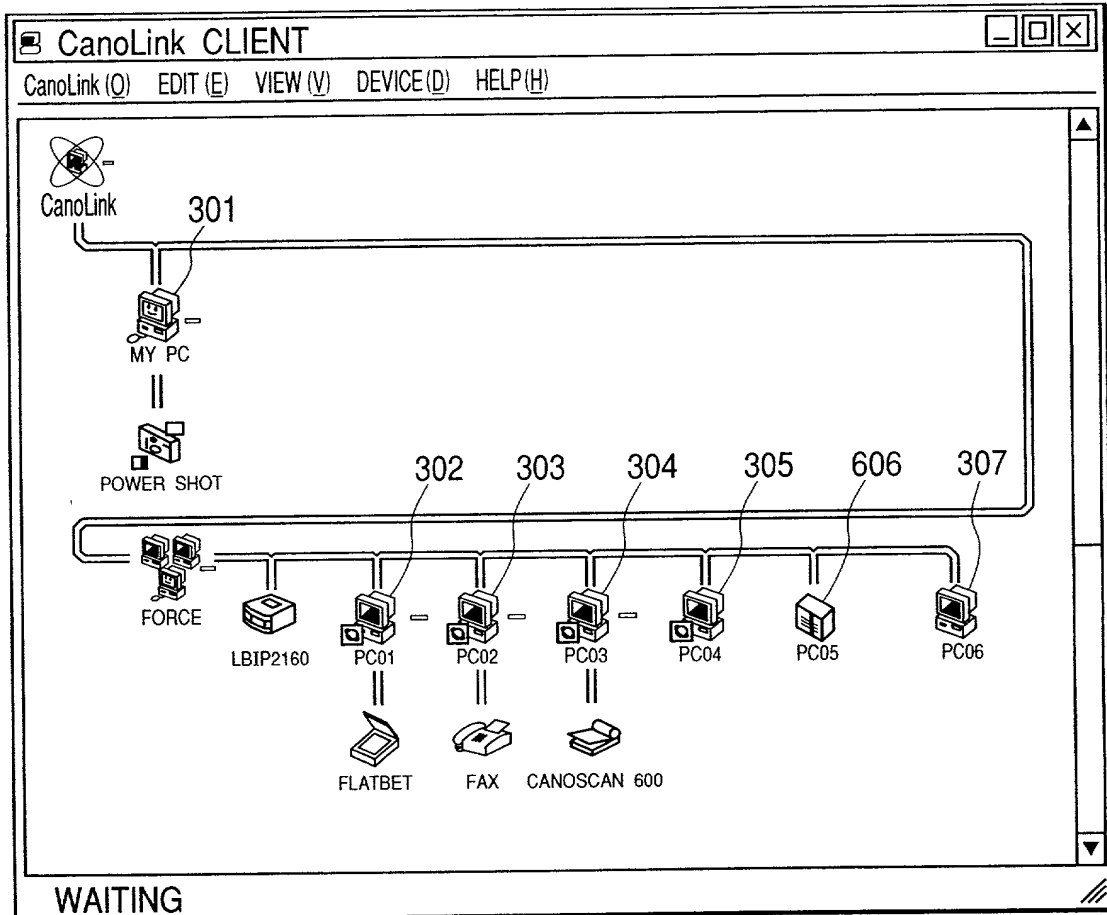 CanoLink CLIENT
CanoLink (O) EDIT (E) VIEW (V) DEVICE (D) HELP (H)
CanoLink
301
MY PC
POWER SHOT
302 303 304 305 606 307
FORCE
LBIP2160 PC01 PC02 PC03 PC04 PC05 PC06
FLATBET FAX CANOSCAN 600
WAITING